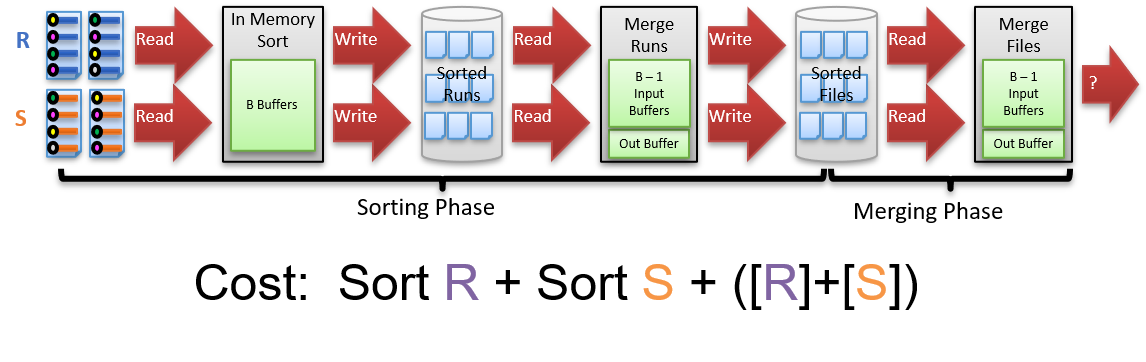 R
S
Read
Read
In Memory
Sort
B Buffers
Write
Write
Sorted
Runs
Read
Read
Merge
Runs
B – 1
Input
Buffers
Out Buffer
Write
Write
Sorted
Files
Read
Read
Merge
Files
B – 1
Input
Buffers
Out Buffer
?
Sorting Phase
Merging Phase
Cost: Sort R + Sort S + ([R]+[S])